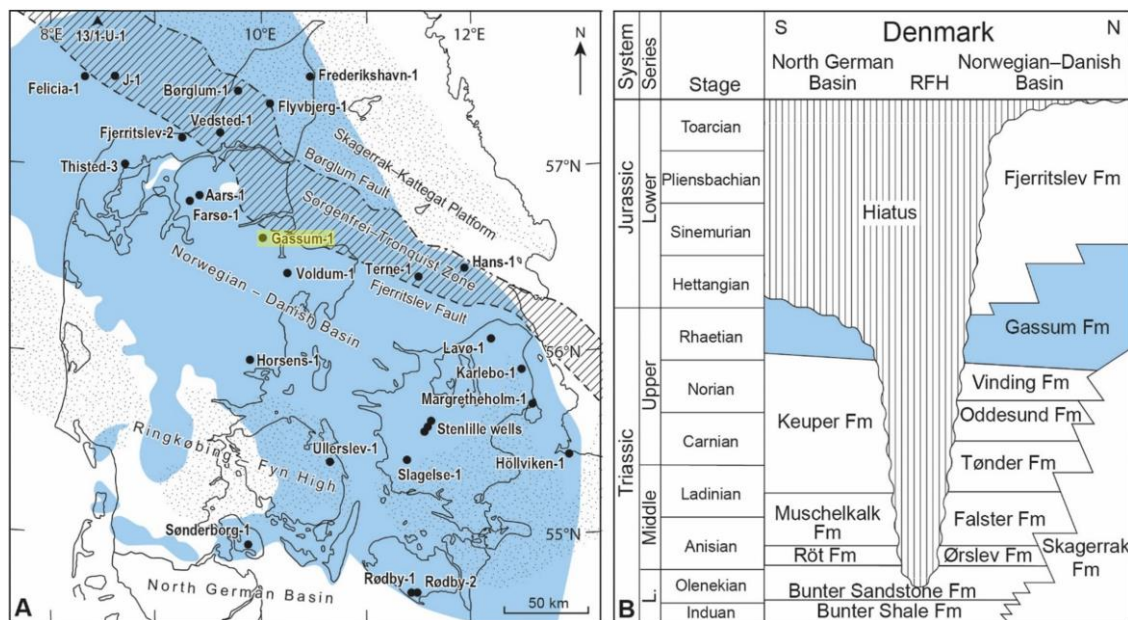 A
8°E
10°E
12°E
N
13/1-U-1
Felicia-1
J-1
Børglum-1
Frederikshavn-1
Flyvbjerg-1
Vedsted-1
Fjerritslev-2
Thisted-3
57°N
Skagerrak–Kattegat Platform
Børglum Fault
Aars-1
Farsø-1
Sorgenfrei–Tronquist Zone
Gassum-1
Voldum-1
Terne-1
Hans-1
Fjerritslev Fault
Norwegian – Danish Basin
Lavø-1
56°N
Horsens-1
Karlebo-1
Margretheholm-1
Stenlille wells
Ringkøbing – Fyn High
Ullerslev-1
Slagelse-1
Höllviken-1
55°N
Sønderborg-1
Rødby-1
Rødby-2
North German Basin
50 km
B
System
Series
Stage
S
Denmark
N
North German
Basin
RFH
Norwegian–Danish
Basin
Jurassic
Lower
Toarcian
Pliensbachian
Sinemurian
Hettangian
Hiatus
Fjerritslev Fm
Triassic
Upper
Rhaetian
Gassum Fm
Norian
Vinding Fm
Keuper Fm
Oddesund Fm
Carnian
Tønder Fm
Middle
Ladinian
Muschelkalk
Fm
Falster Fm
Anisian
Röt Fm
Ørslev Fm
Skagerrak
Fm
L.
Olenekian
Bunter Sandstone Fm
Induan
Bunter Shale Fm